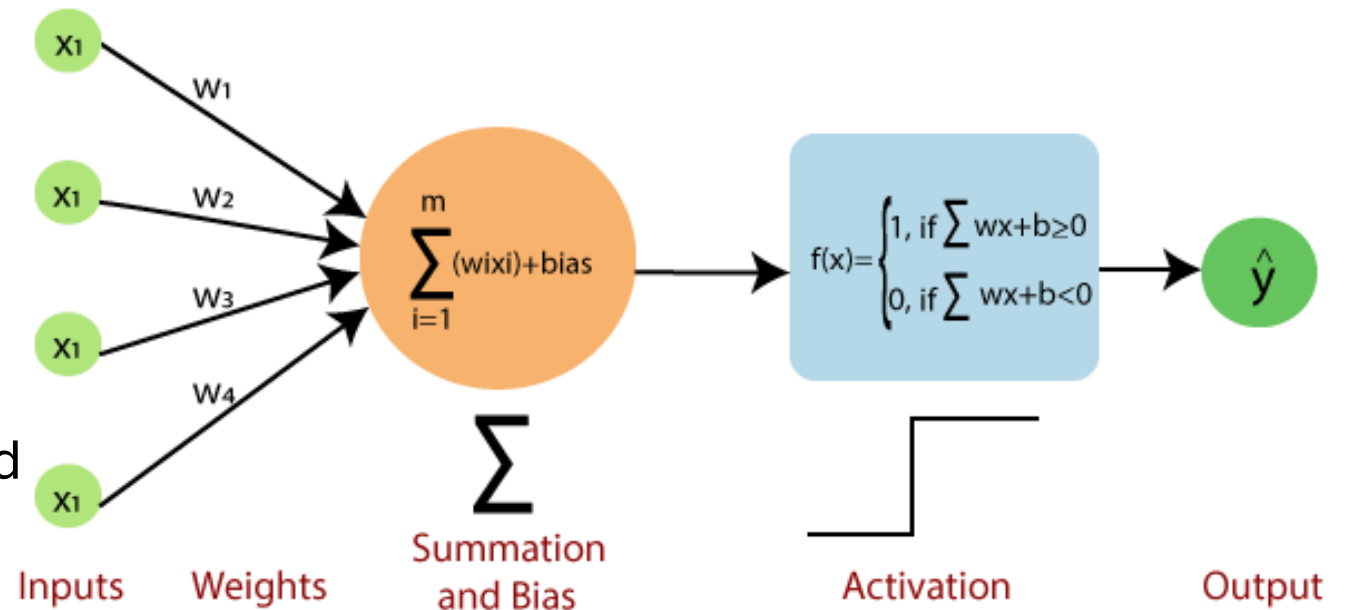 x₁
w₁
x₁
w₂
x₁
w₃
x₁
w₄
m
∑(wixi)+bias
i=1
f(x)={1, if ∑ wx+b≥0
0, if ∑ wx+b<0
ŷ
d
∑
Inputs
Weights
Summation
and Bias
Activation
Output